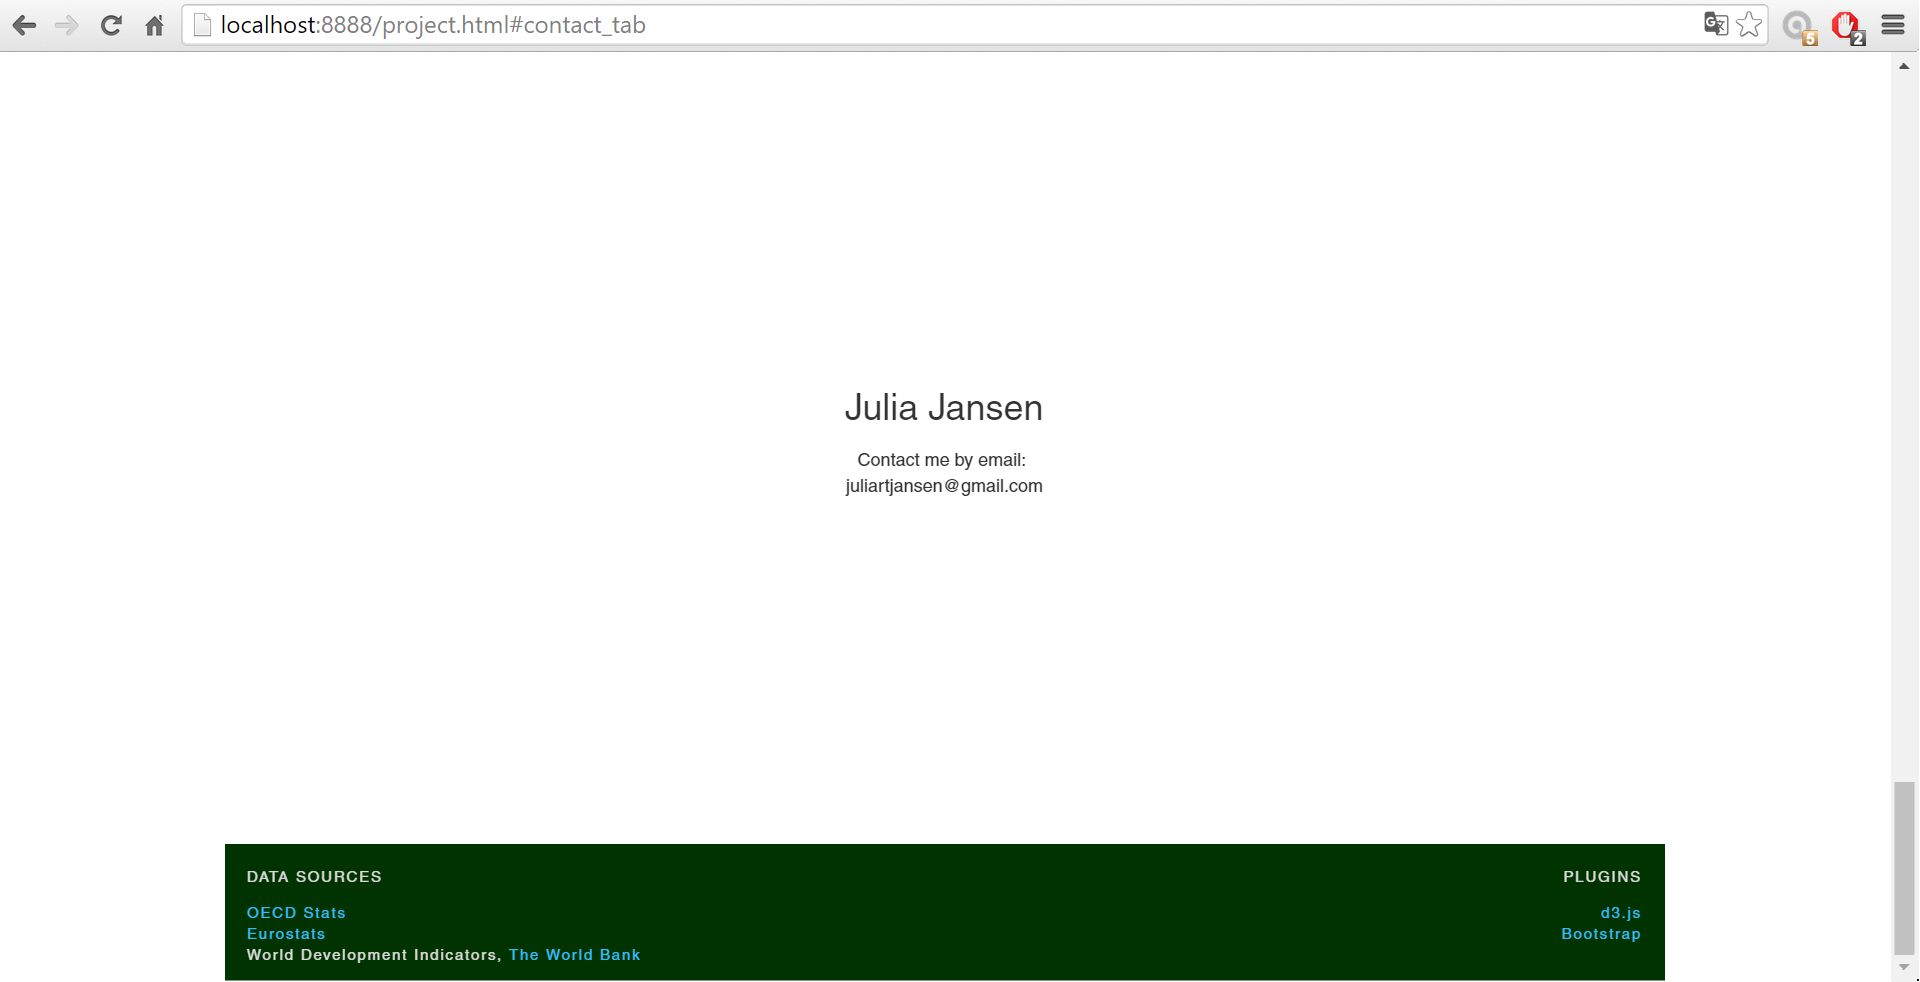 localhost:8888/project.html#contact_tab
5
2
Julia Jansen
Contact me by email:
juliartjansen@gmail.com
DATA SOURCES
OECD Stats
Eurostats
World Development Indicators, The World Bank
PLUGINS
d3.js
Bootstrap